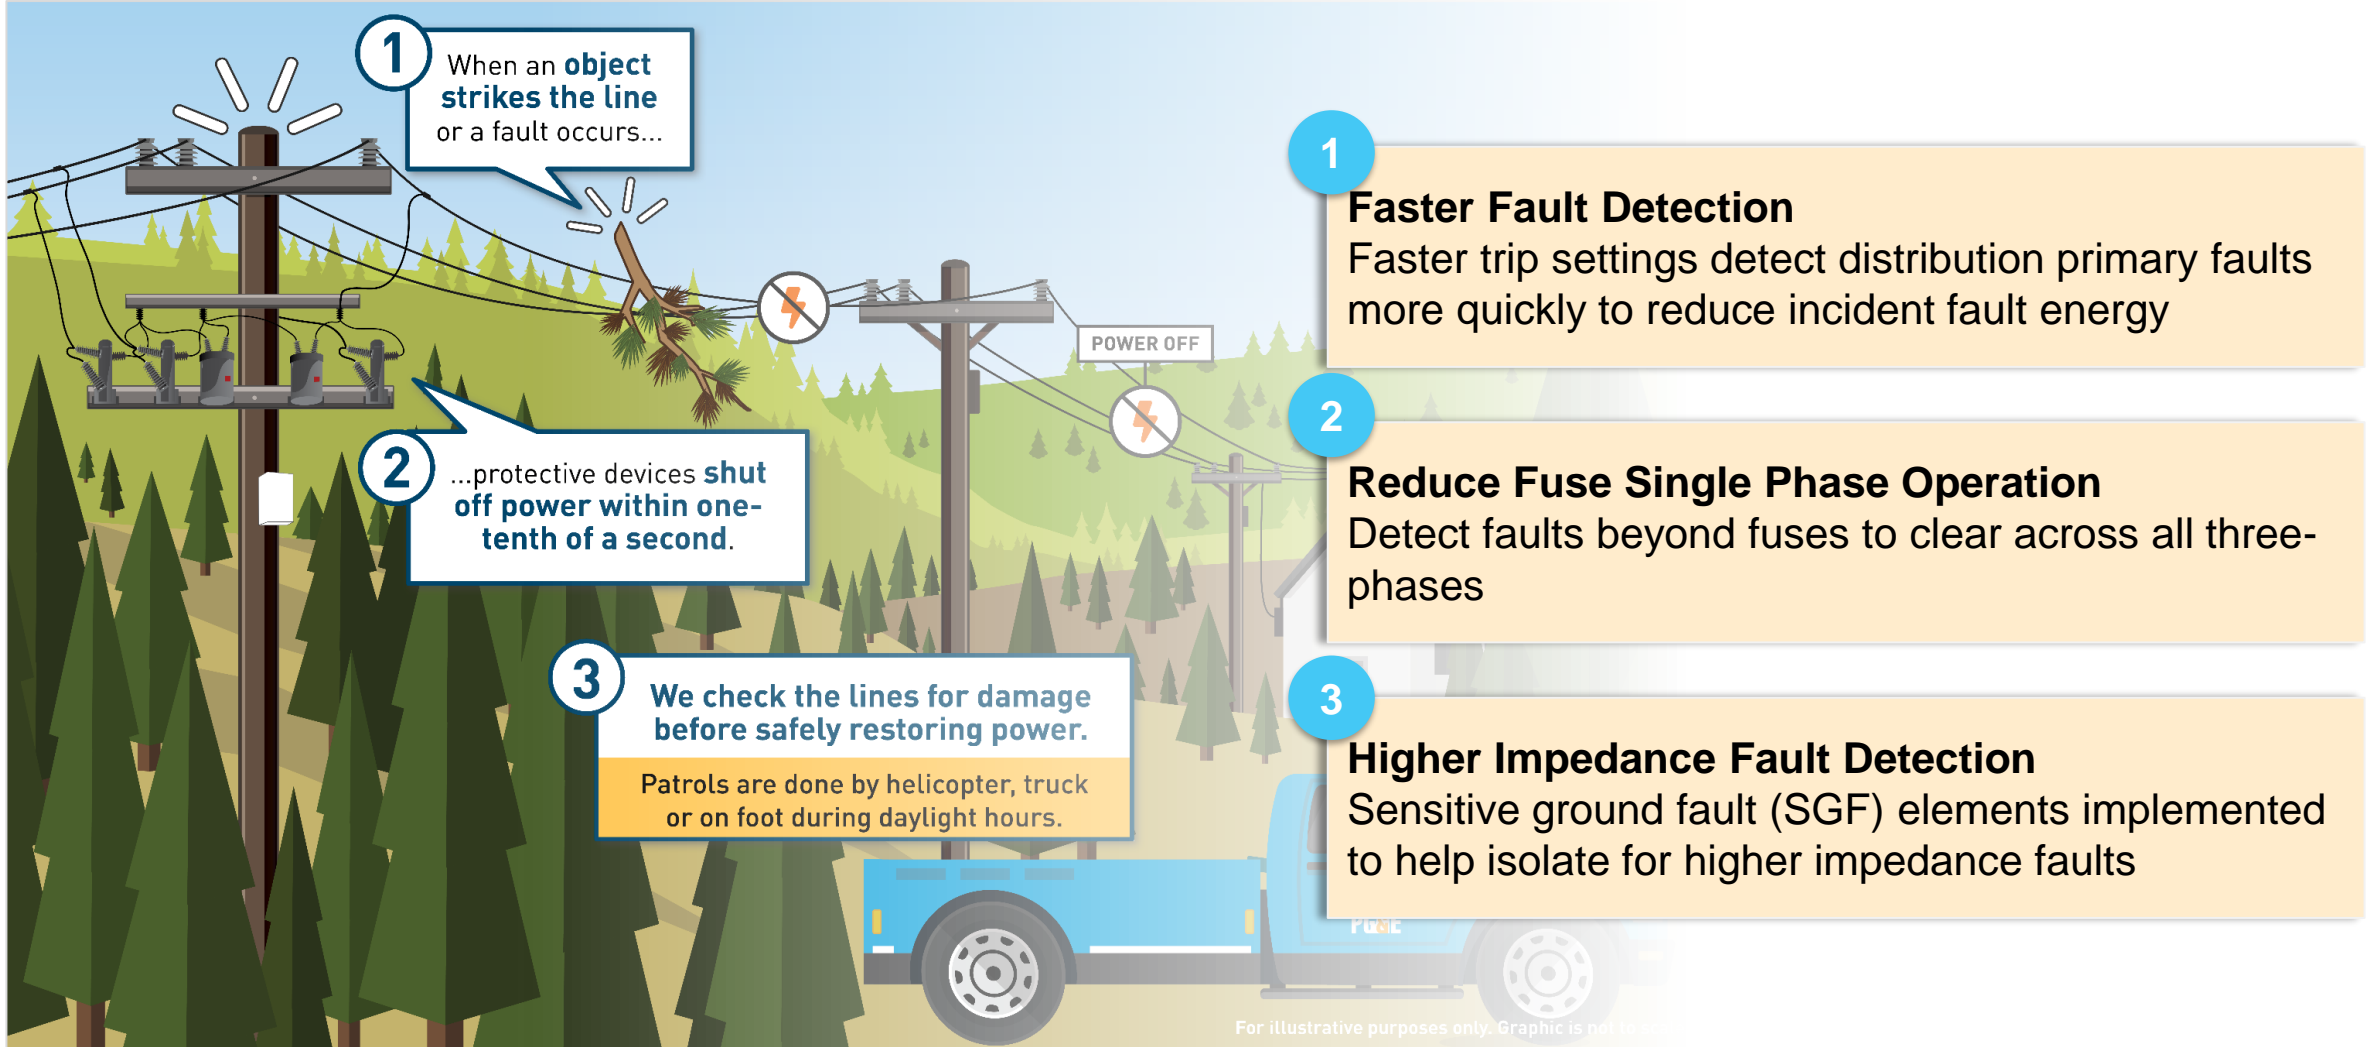 1
When an object
strikes the line
or a fault occurs...
2
...protective devices shut
off power within one-
tenth of a second.
3
We check the lines for damage
before safely restoring power.
Patrols are done by helicopter, truck
or on foot during daylight hours.
POWER OFF
PG&E
For illustrative purposes only. Graphic is not
1
Faster Fault Detection
Faster trip settings detect distribution primary faults
more quickly to reduce incident fault energy
2
Reduce Fuse Single Phase Operation
Detect faults beyond fuses to clear across all three-
phases
3
Higher Impedance Fault Detection
Sensitive ground fault (SGF) elements implemented
to help isolate for higher impedance faults